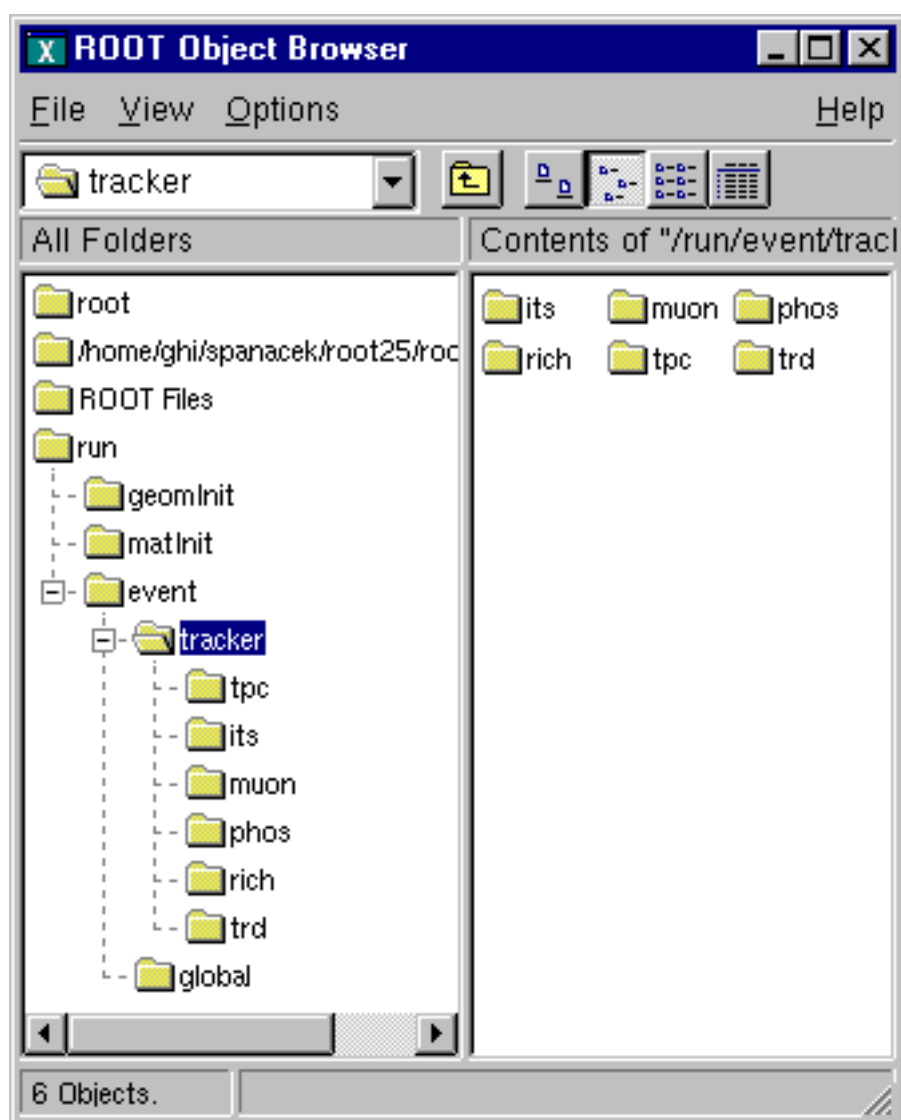 X ROOT Object Browser
File View Options Help
tracker
All Folders
Contents of "/run/event/tracl
root
/home/ghi/spanacek/root25/roc
ROOT Files
run
geomInit
matInit
event
tracker
tpc
its
muon
phos
rich
trd
global
its muon phos
rich tpc trd
6 Objects.